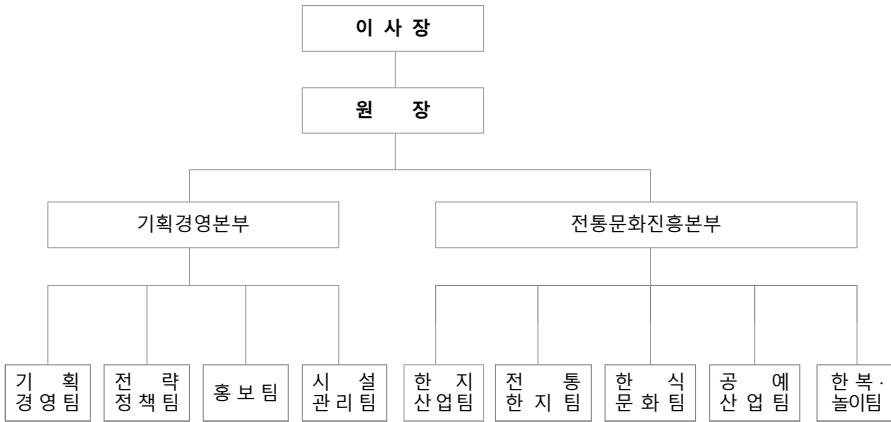 이 사 장
원 장
기획경영본부 전통문화진흥본부
기 획
경 영 팀
전 략
정 책 팀
홍 보 팀
시 설
관 리 팀
한 지
산 업 팀
전 통
한 지 팀
한 식
문 화 팀
공 예
산 업 팀
한 복 ·
놀이팀